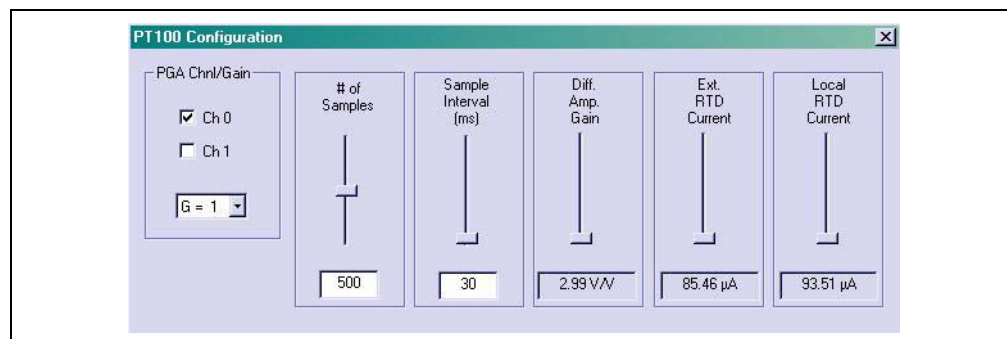 PT100 Configuration
PGA Chnl/Gain
Ch 0
Ch 1
G = 1
# of
Samples
500
Sample
Interval
(ms)
30
Diff.
Amp.
Gain
2.99 V/V
Ext.
RTD
Current
85.46 µA
Local
RTD
Current
93.51 µA